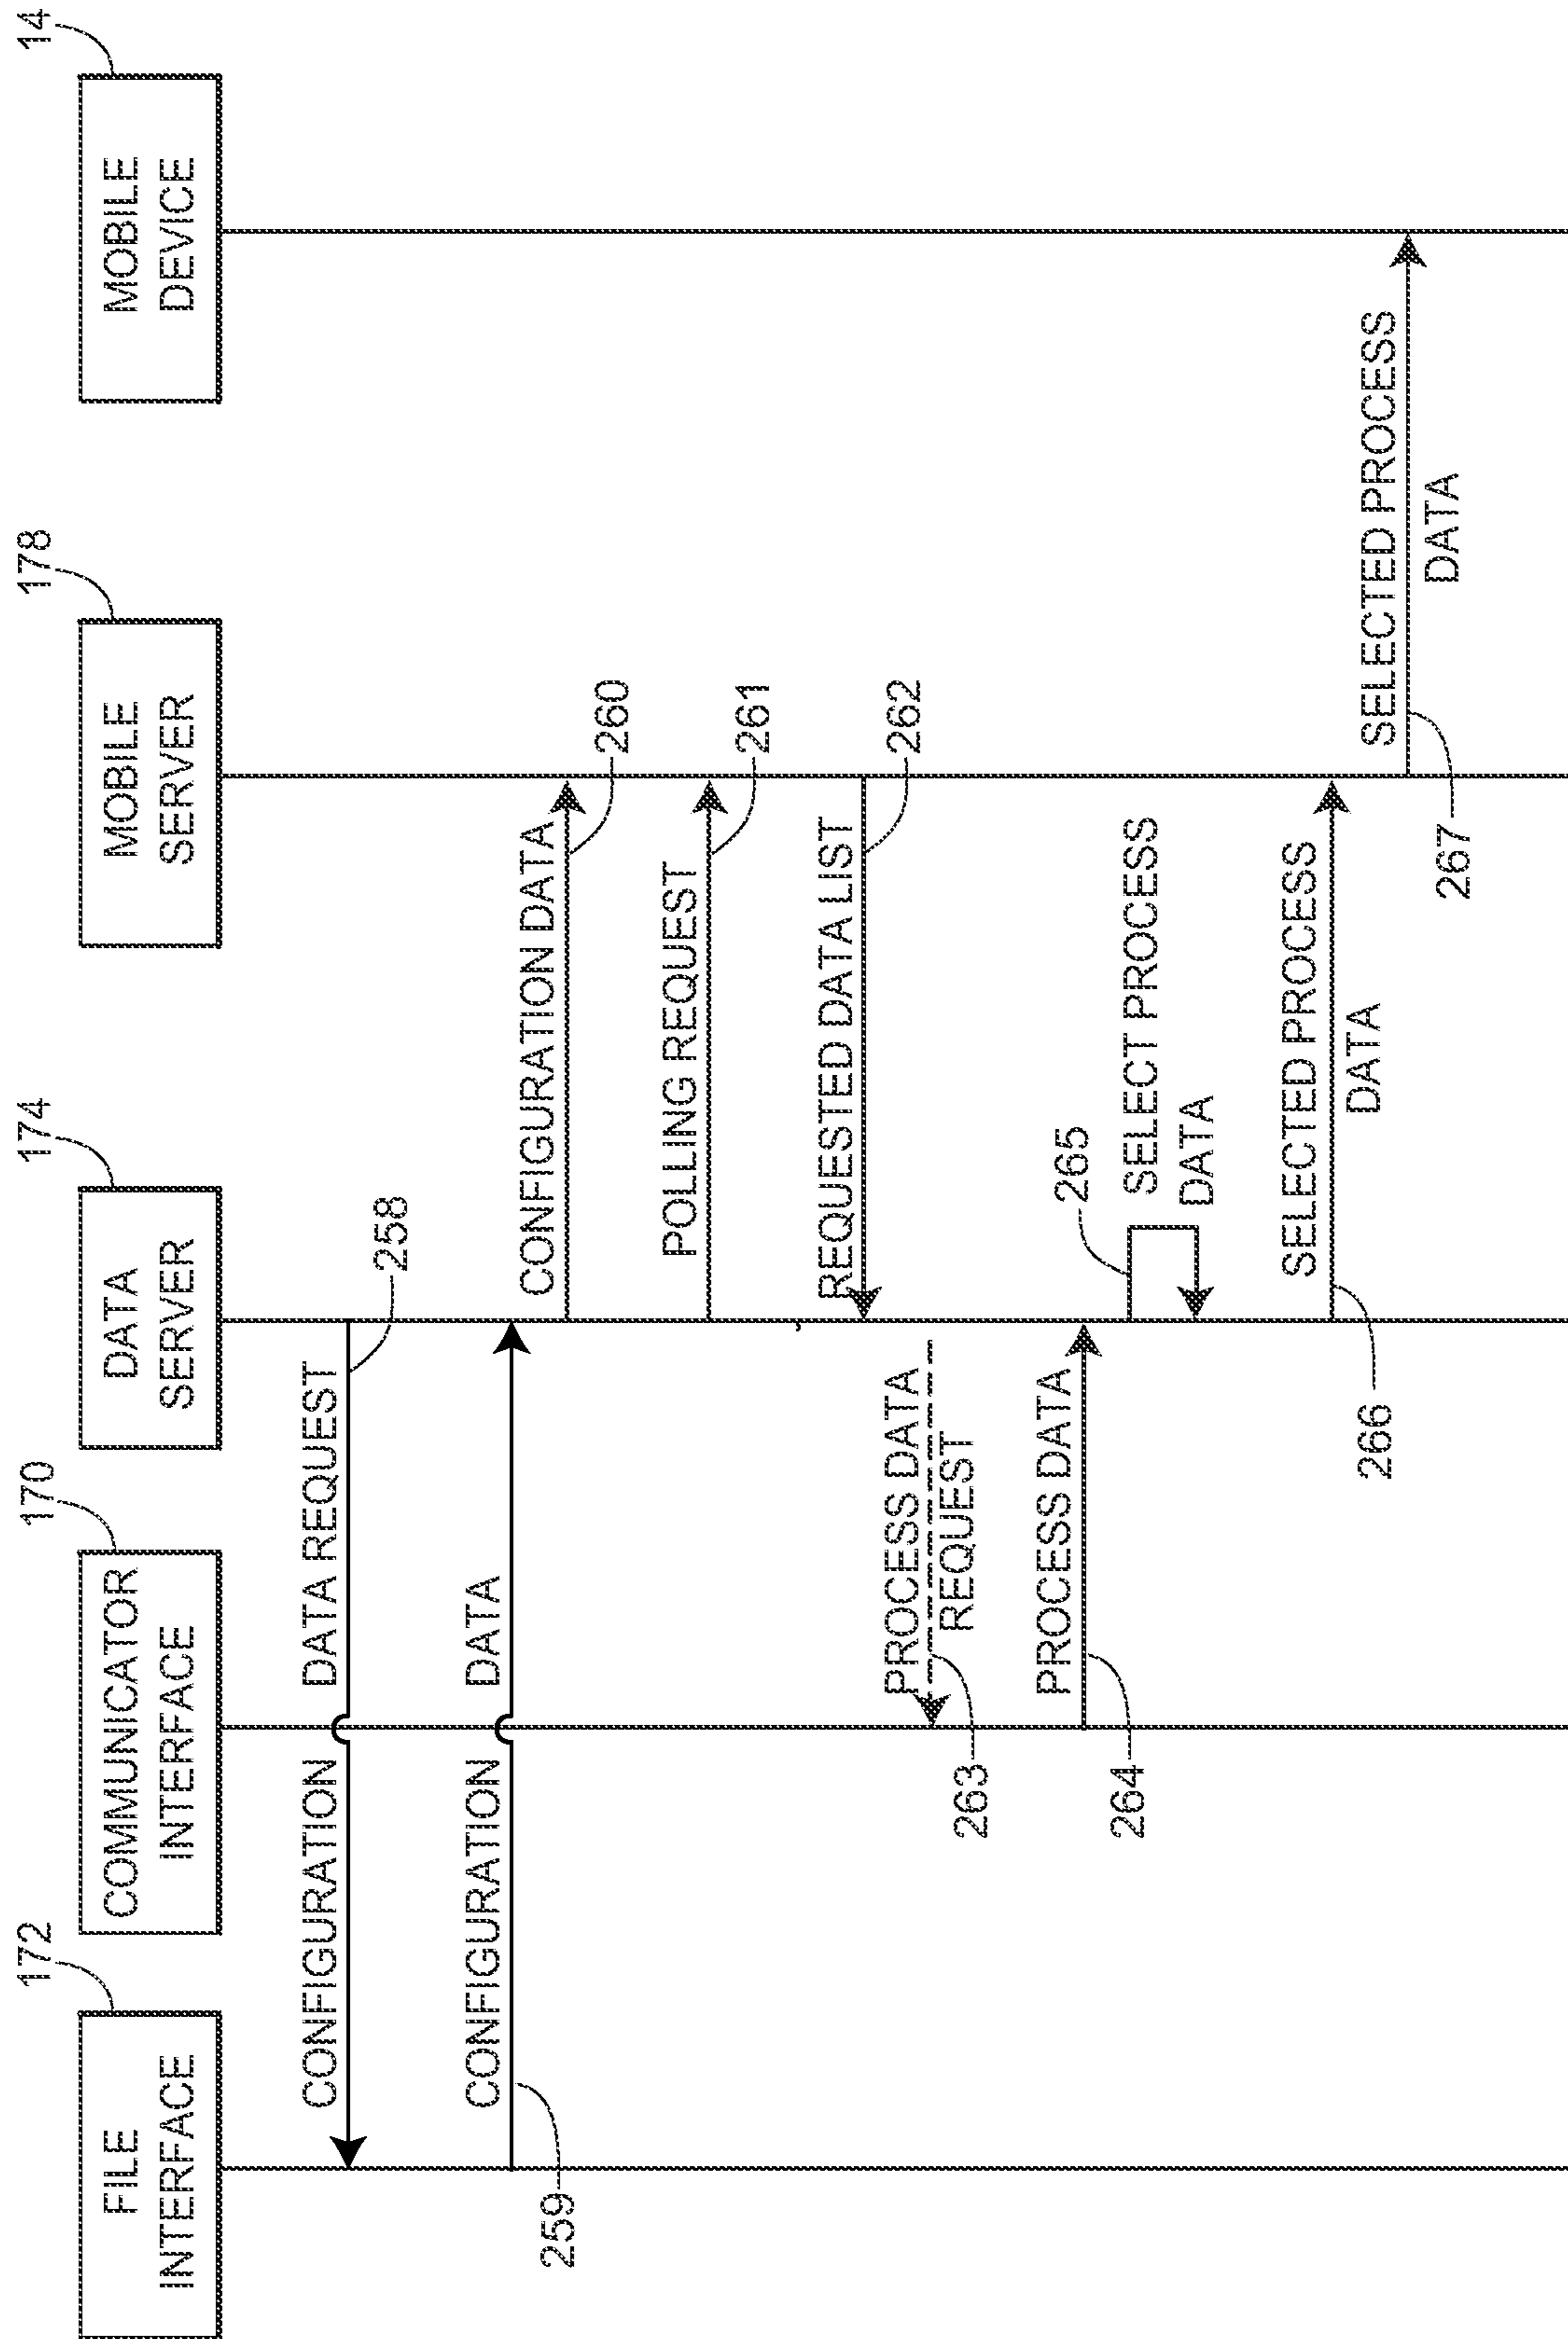 172
170
174
178
14
FILE
INTERFACE
COMMUNICATOR
INTERFACE
DATA
SERVER
MOBILE
SERVER
MOBILE
DEVICE
CONFIGURATION DATA REQUEST
258
CONFIGURATION DATA
259
CONFIGURATION DATA
260
POLLING REQUEST
261
REQUESTED DATA LIST
262
PROCESS DATA
REQUEST
263
PROCESS DATA
264
265
SELECT PROCESS
DATA
SELECTED PROCESS
DATA
266
SELECTED PROCESS
DATA
267